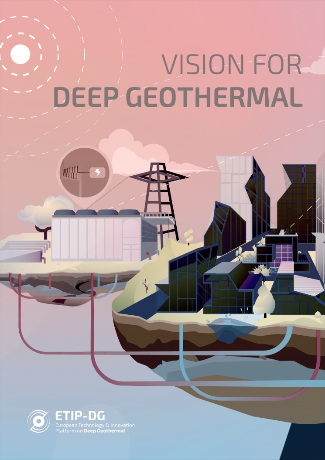 VISION FOR
DEEP GEOTHERMAL
ETIP-DG
European Technology & Innovation
Platform on Deep Geothermal